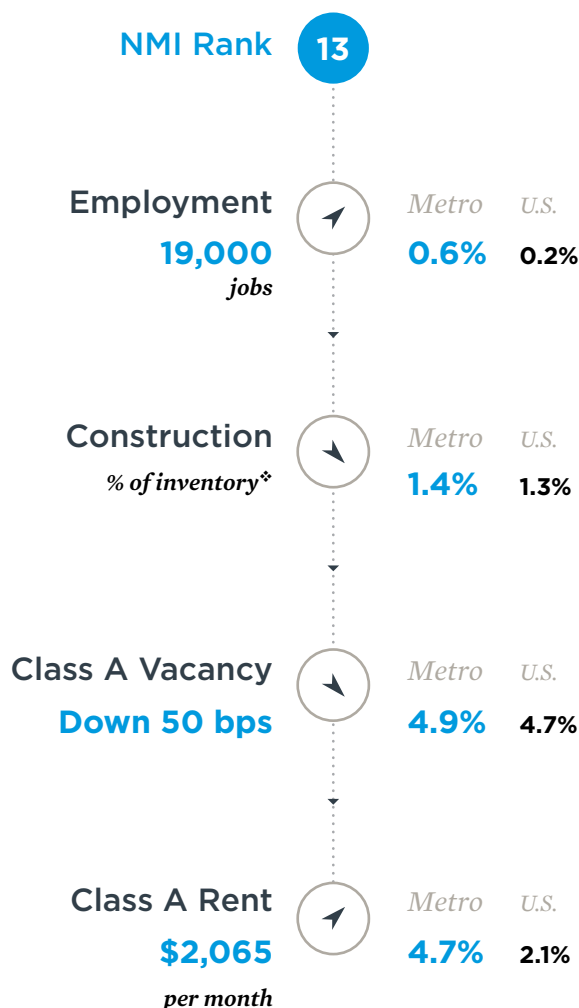 NMI Rank 13
Employment Metro U.S.
19,000 0.6% 0.2%
jobs
Construction Metro U.S.
% of inventory❖ 1.4% 1.3%
Class A Vacancy Metro U.S.
Down 50 bps 4.9% 4.7%
Class A Rent Metro U.S.
$2,065 4.7% 2.1%
per month